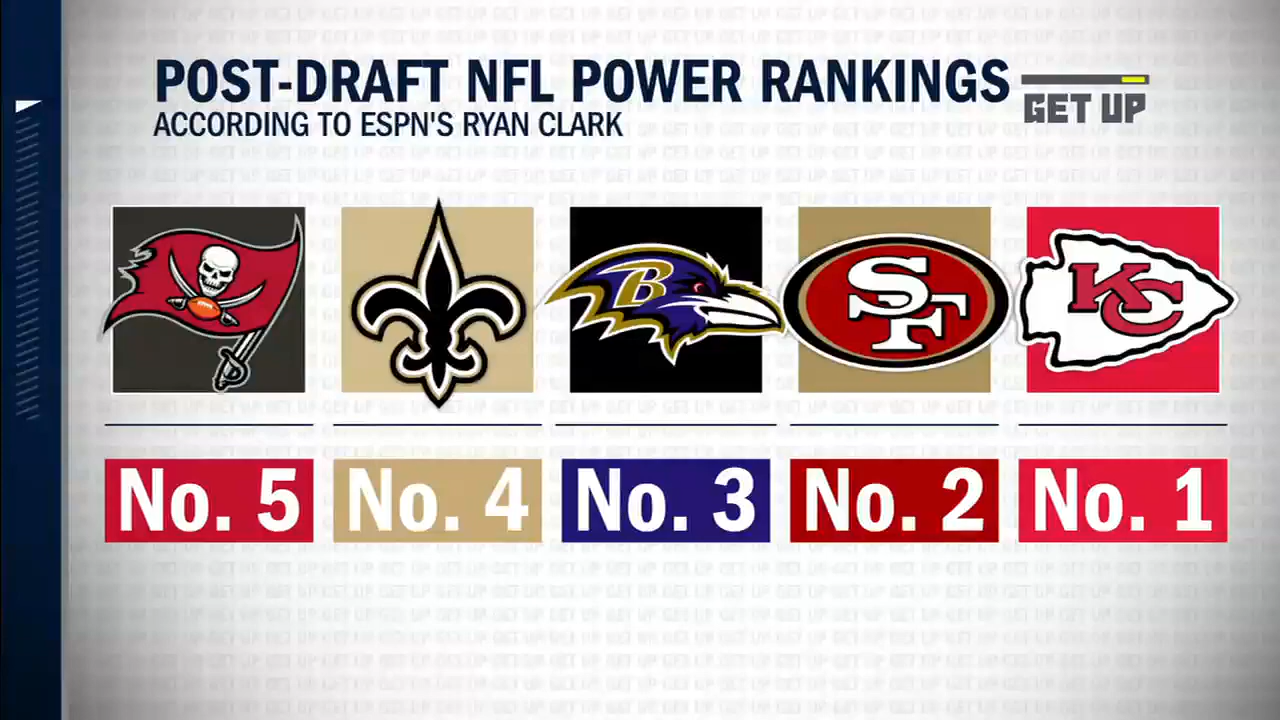 POST-DRAFT NFL POWER RANKINGS
GET UP
ACCORDING TO ESPN'S RYAN CLARK
B
SF
KC
No. 5
No. 4
No. 3
No. 2
No. 1